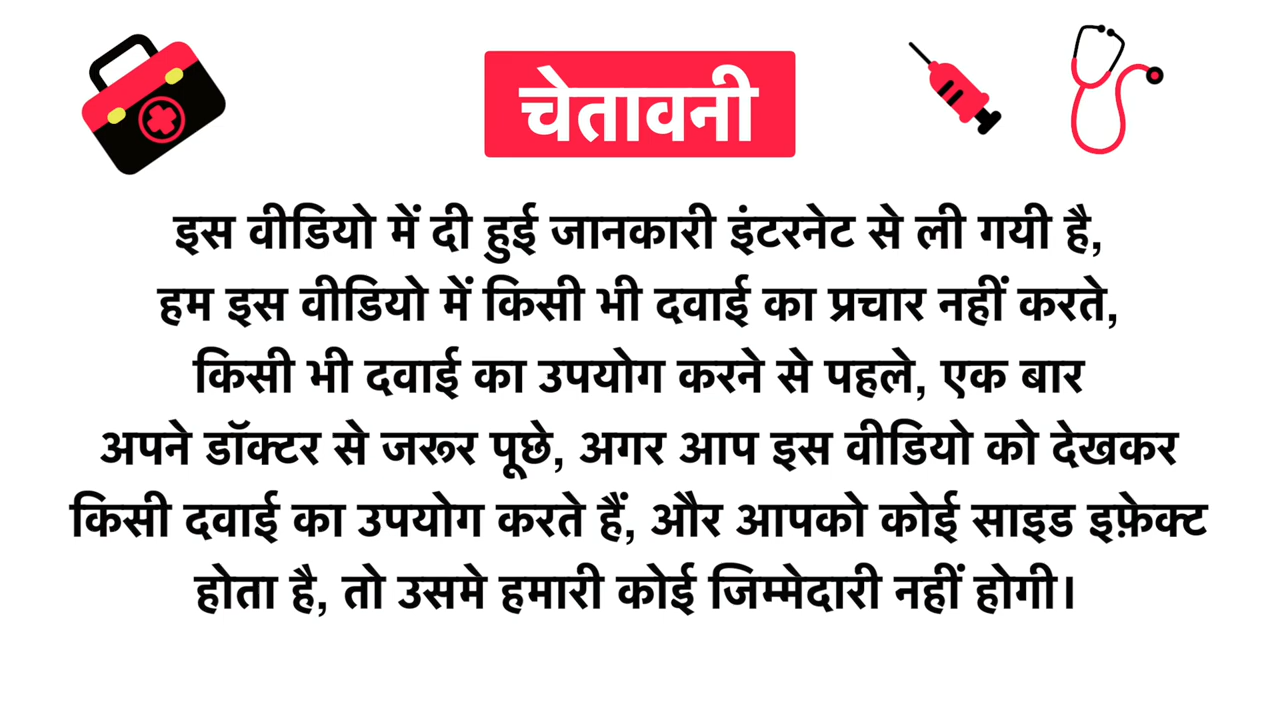 चेतावनी
इस वीडियो में दी हुई जानकारी इंटरनेट से ली गयी है,
हम इस वीडियो में किसी भी दवाई का प्रचार नहीं करते,
किसी भी दवाई का उपयोग करने से पहले, एक बार
अपने डॉक्टर से जरूर पूछे, अगर आप इस वीडियो को देखकर
किसी दवाई का उपयोग करते हैं, और आपको कोई साइड इफ़ेक्ट
होता है, तो उसमे हमारी कोई जिम्मेदारी नहीं होगी।